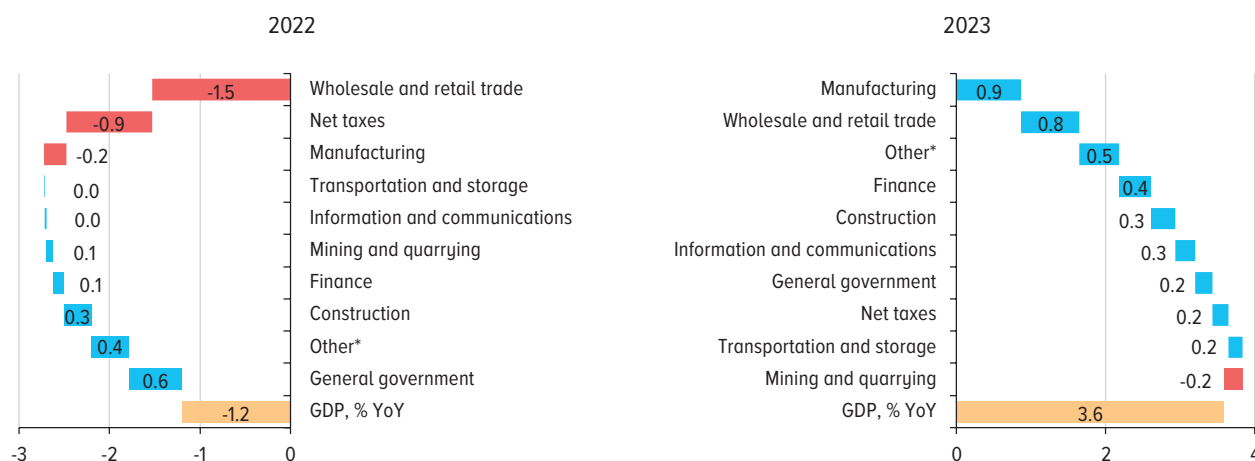 2022
Wholesale and retail trade
-1.5
Net taxes
-0.9
Manufacturing
-0.2
Transportation and storage
0.0
Information and communications
0.0
Mining and quarrying
0.1
Finance
0.1
Construction
0.3
Other*
0.4
General government
0.6
GDP, % YoY
-1.2
-3 -2 -1 0
2023
Manufacturing
0.9
Wholesale and retail trade
0.8
Other*
0.5
Finance
0.4
Construction
0.3
Information and communications
0.3
General government
0.2
Net taxes
0.2
Transportation and storage
0.2
Mining and quarrying
-0.2
GDP, % YoY
3.6
0 2 4